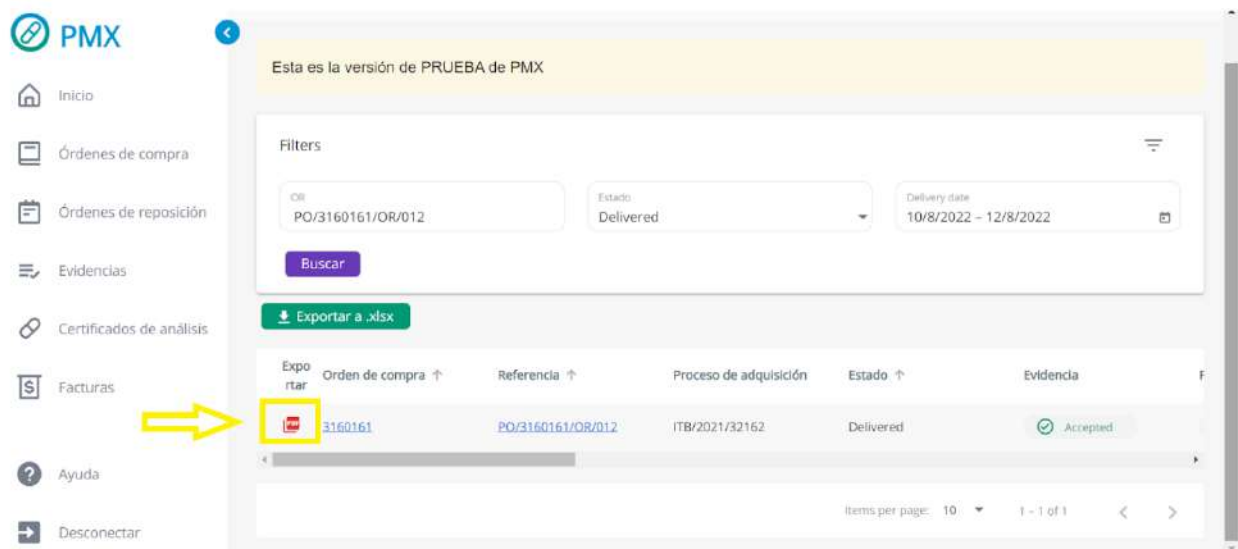 PMX
Inicio
Órdenes de compra
Órdenes de reposición
Evidencias
Certificados de análisis
Facturas
Ayuda
Desconectar
Esta es la versión de PRUEBA de PMX
Filters
OR
PO/3160161/OR/012
Estado
Delivered
Delivery date
10/8/2022 – 12/8/2022
Buscar
Exportar a .xlsx
Expo
rtar
Orden de compra ↑
Referencia ↑
Proceso de adquisición
Estado ↑
Evidencia
F
PDF
3160161
PO/3160161/OR/012
ITB/2021/32162
Delivered
Accepted
Items per page: 10
1 – 1 of 1